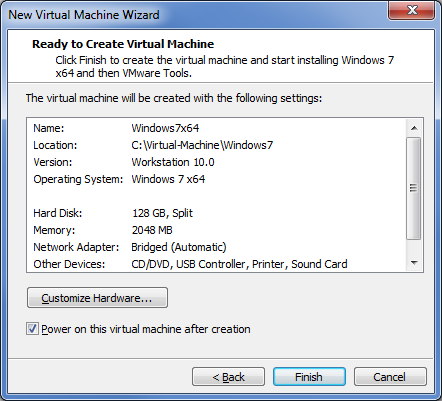 New Virtual Machine Wizard
Ready to Create Virtual Machine
Click Finish to create the virtual machine and start installing Windows 7
x64 and then VMware Tools.
The virtual machine will be created with the following settings:
Name: Windows7x64
Location: C:\Virtual-Machine\Windows7
Version: Workstation 10.0
Operating System: Windows 7 x64
Hard Disk: 128 GB, Split
Memory: 2048 MB
Network Adapter: Bridged (Automatic)
Other Devices: CD/DVD, USB Controller, Printer, Sound Card
Customize Hardware...
Power on this virtual machine after creation
< Back Finish Cancel